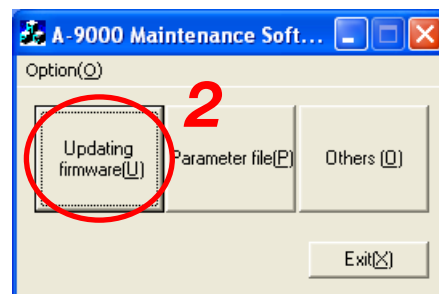 A-9000 Maintenance Soft...
Option(O)
2
Updating
firmware(U)
Parameter file(P)
Others (O)
Exit(X)